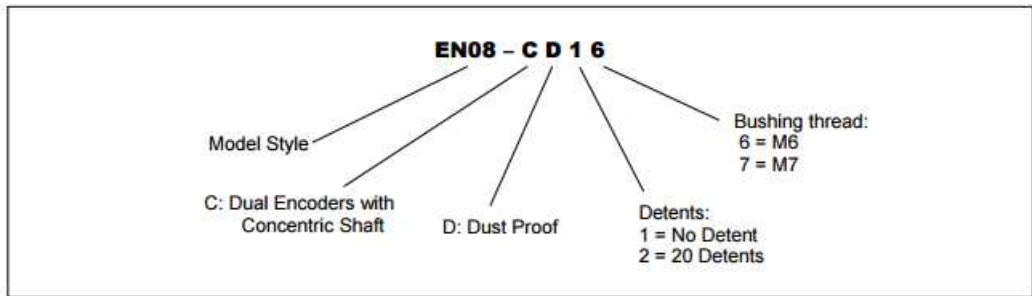 EN08 – C D 1 6
Model Style
C: Dual Encoders with
Concentric Shaft
D: Dust Proof
Detents:
1 = No Detent
2 = 20 Detents
Bushing thread:
6 = M6
7 = M7